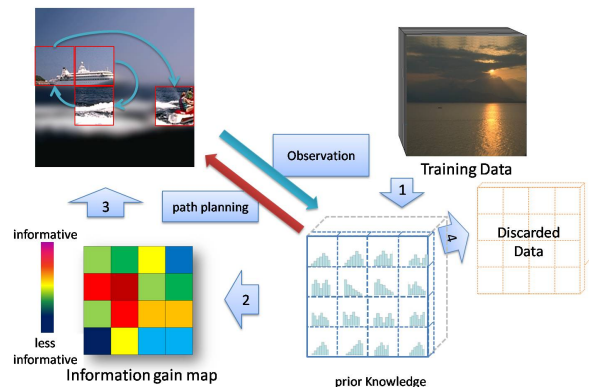 Training Data
Observation
1
path planning
3
4
Discarded
Data
informative
2
less
informative
Information gain map
prior Knowledge